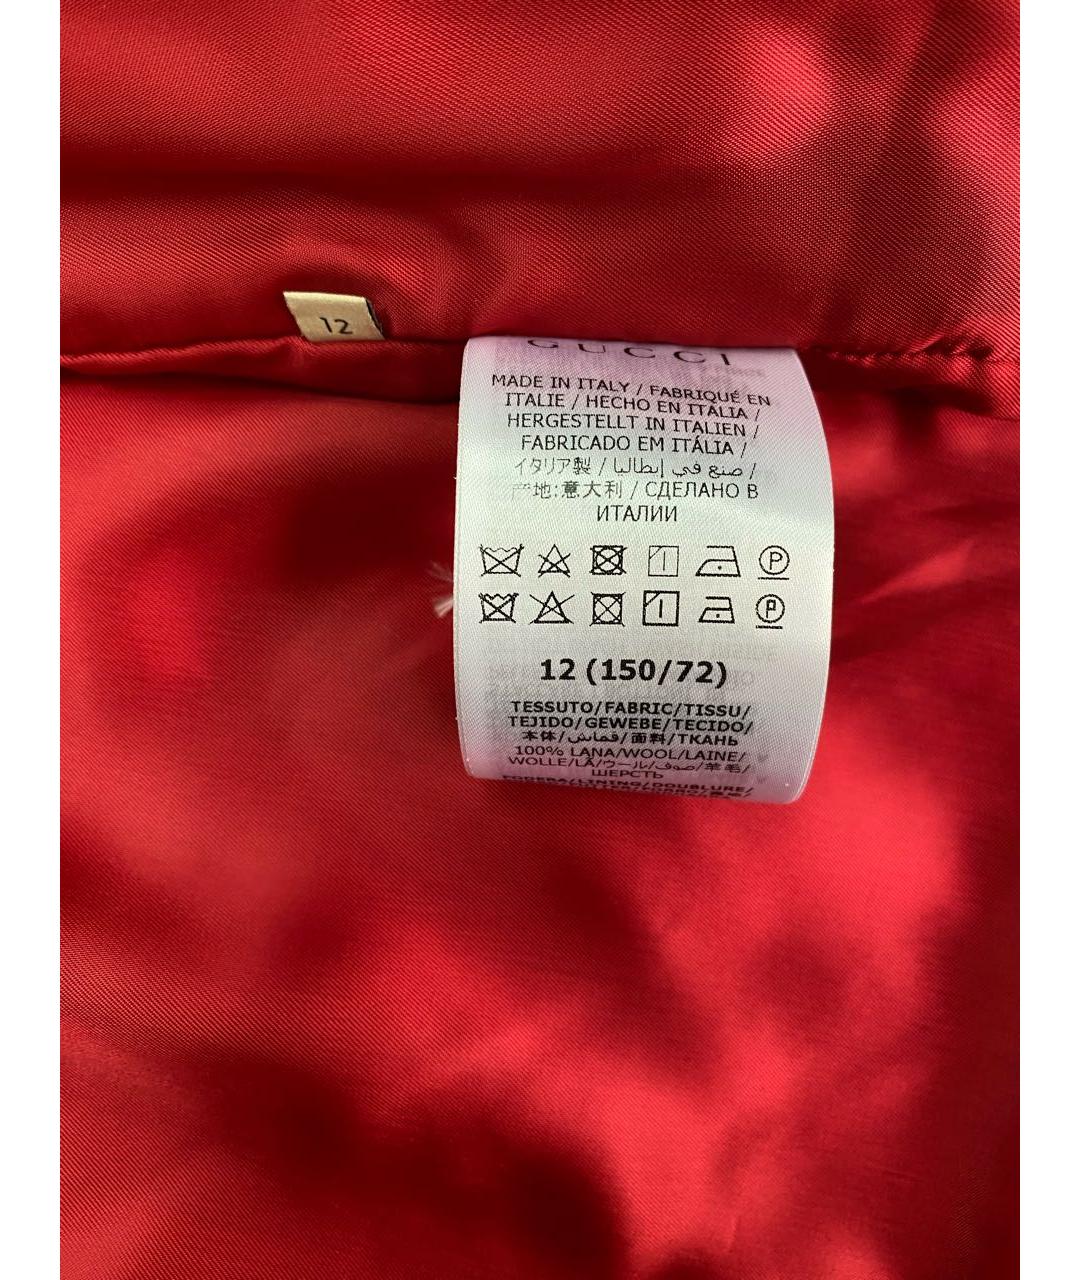 12
GUCCI
MADE IN ITALY / FABRIQUÉ EN
ITALIE / HECHO EN ITALIA /
HERGESTELLT IN ITALIEN /
FABRICADO EM ITÁLIA /
イタリア製 / صنع في إيطاليا /
产地:意大利 / СДЕЛАНО В
ИТАЛИИ
12 (150/72)
TESSUTO/FABRIC/TISSU/
TEJIDO/GEWEBE/TECIDO/
本体/قماش/面料/ТКАНЬ
100% LANA/WOOL/LAINE/
WOLLE/LÃ/ウール/صوف/羊毛/
ШЕРСТЬ
FODERA/LINING/DOUBLURE/